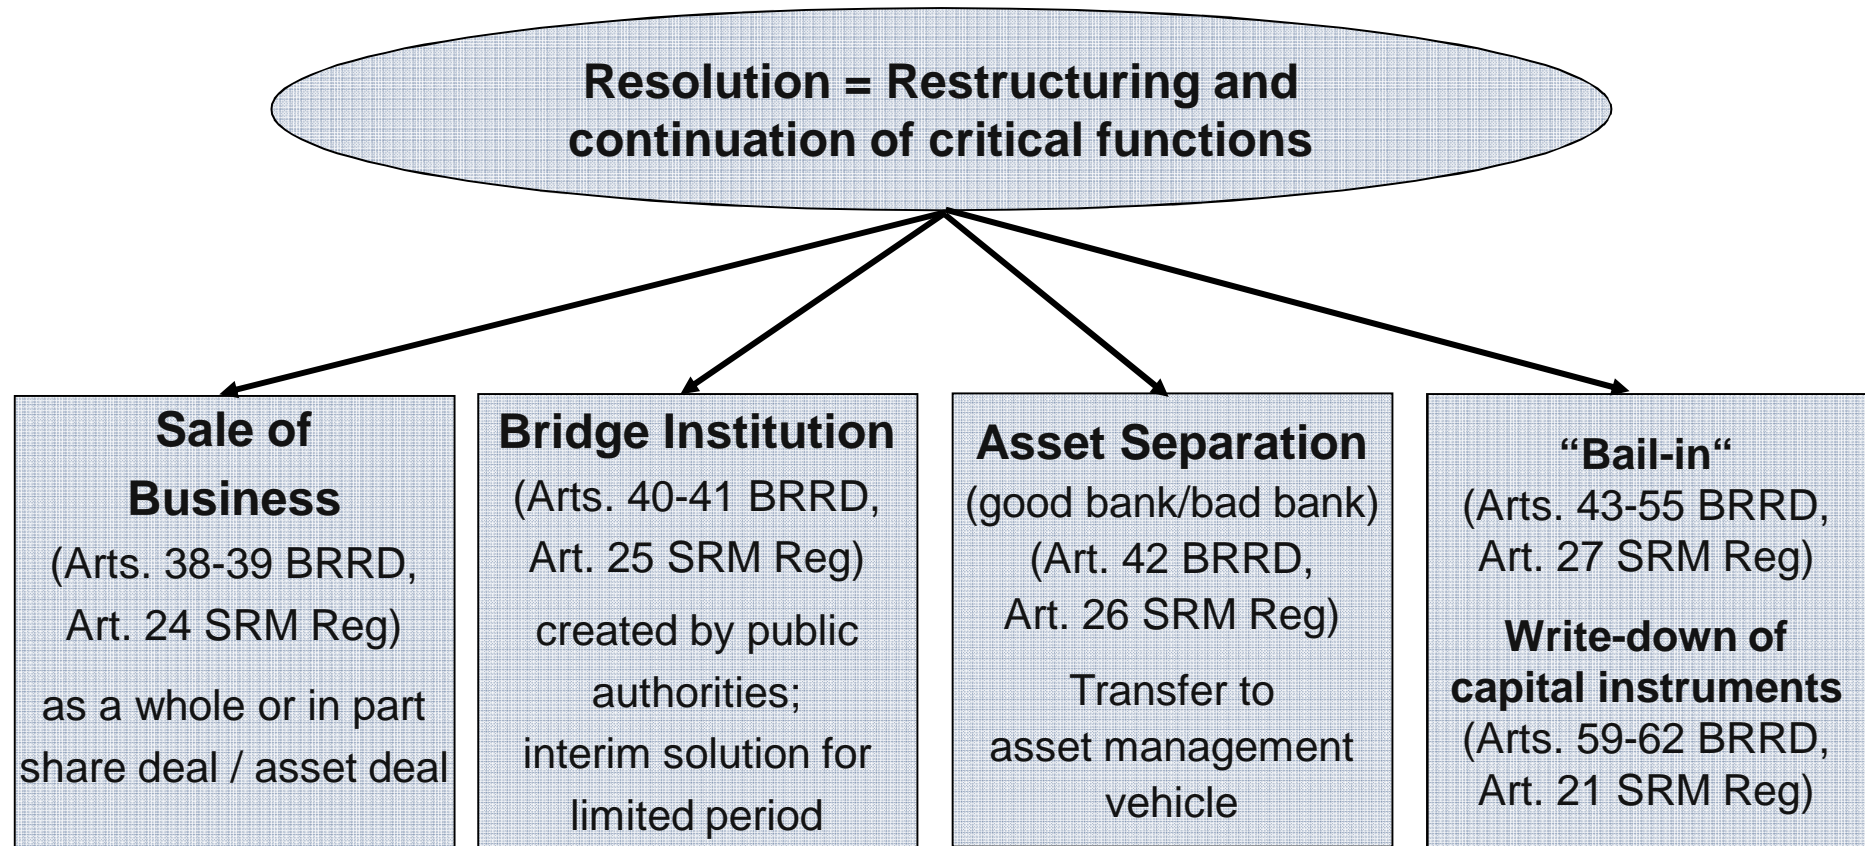 Resolution = Restructuring and
continuation of critical functions
Sale of
Business
(Arts. 38-39 BRRD,
Art. 24 SRM Reg)
as a whole or in part
share deal / asset deal
Bridge Institution
(Arts. 40-41 BRRD,
Art. 25 SRM Reg)
created by public
authorities;
interim solution for
limited period
Asset Separation
(good bank/bad bank)
(Art. 42 BRRD,
Art. 26 SRM Reg)
Transfer to
asset management
vehicle
“Bail-in“
(Arts. 43-55 BRRD,
Art. 27 SRM Reg)
Write-down of
capital instruments
(Arts. 59-62 BRRD,
Art. 21 SRM Reg)